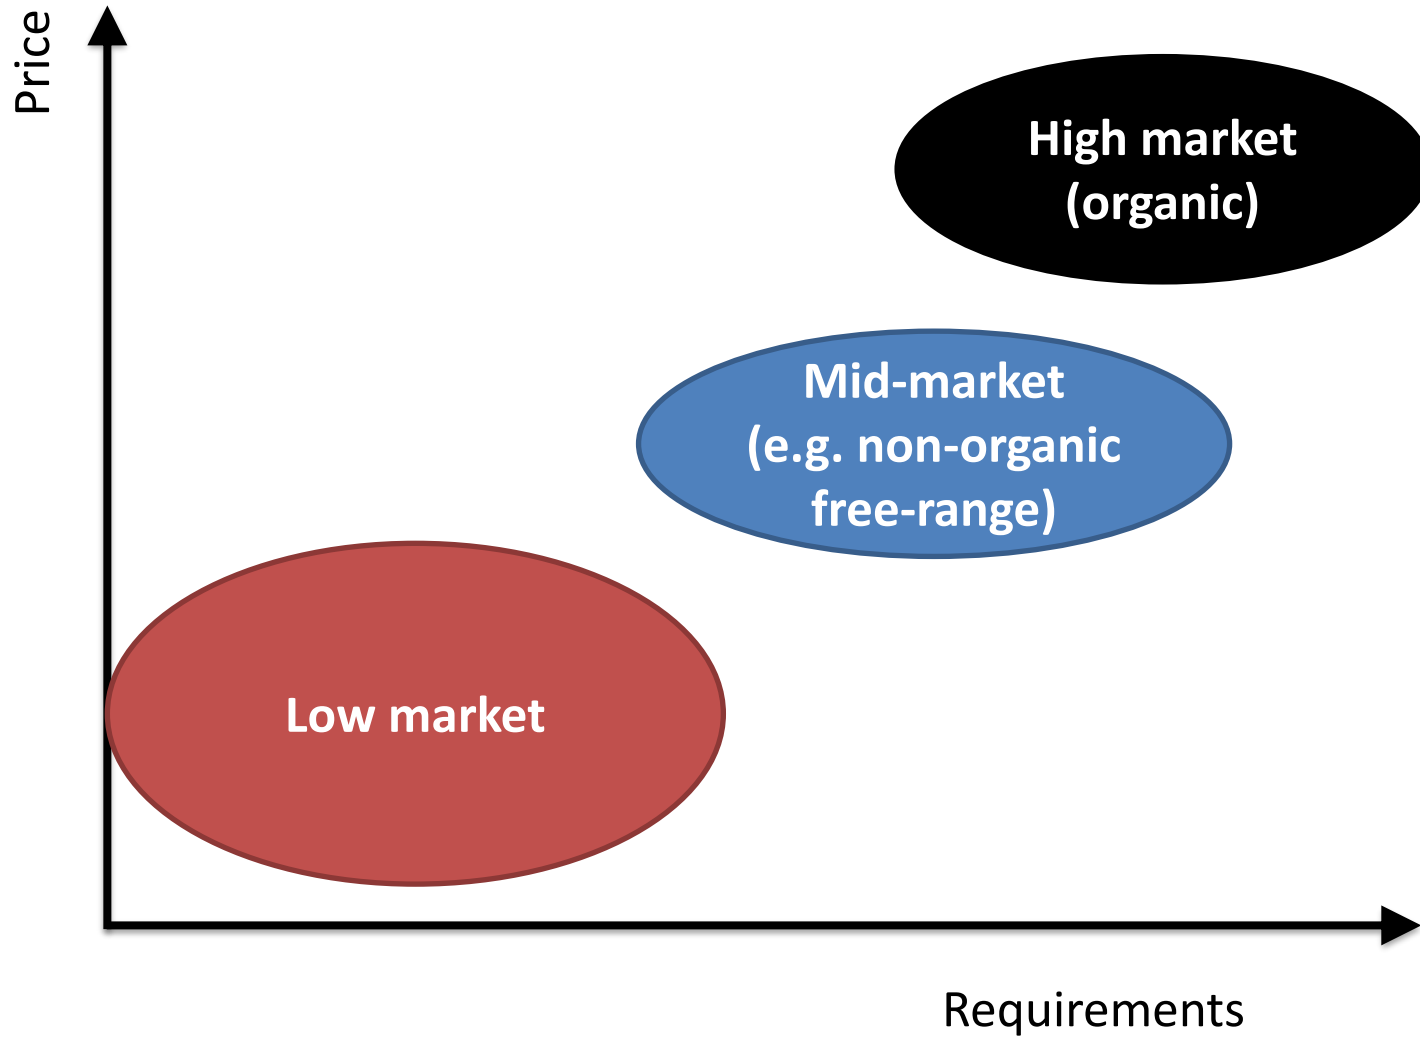 Price
High market
(organic)
Mid-market
(e.g. non-organic
free-range)
Low market
Requirements